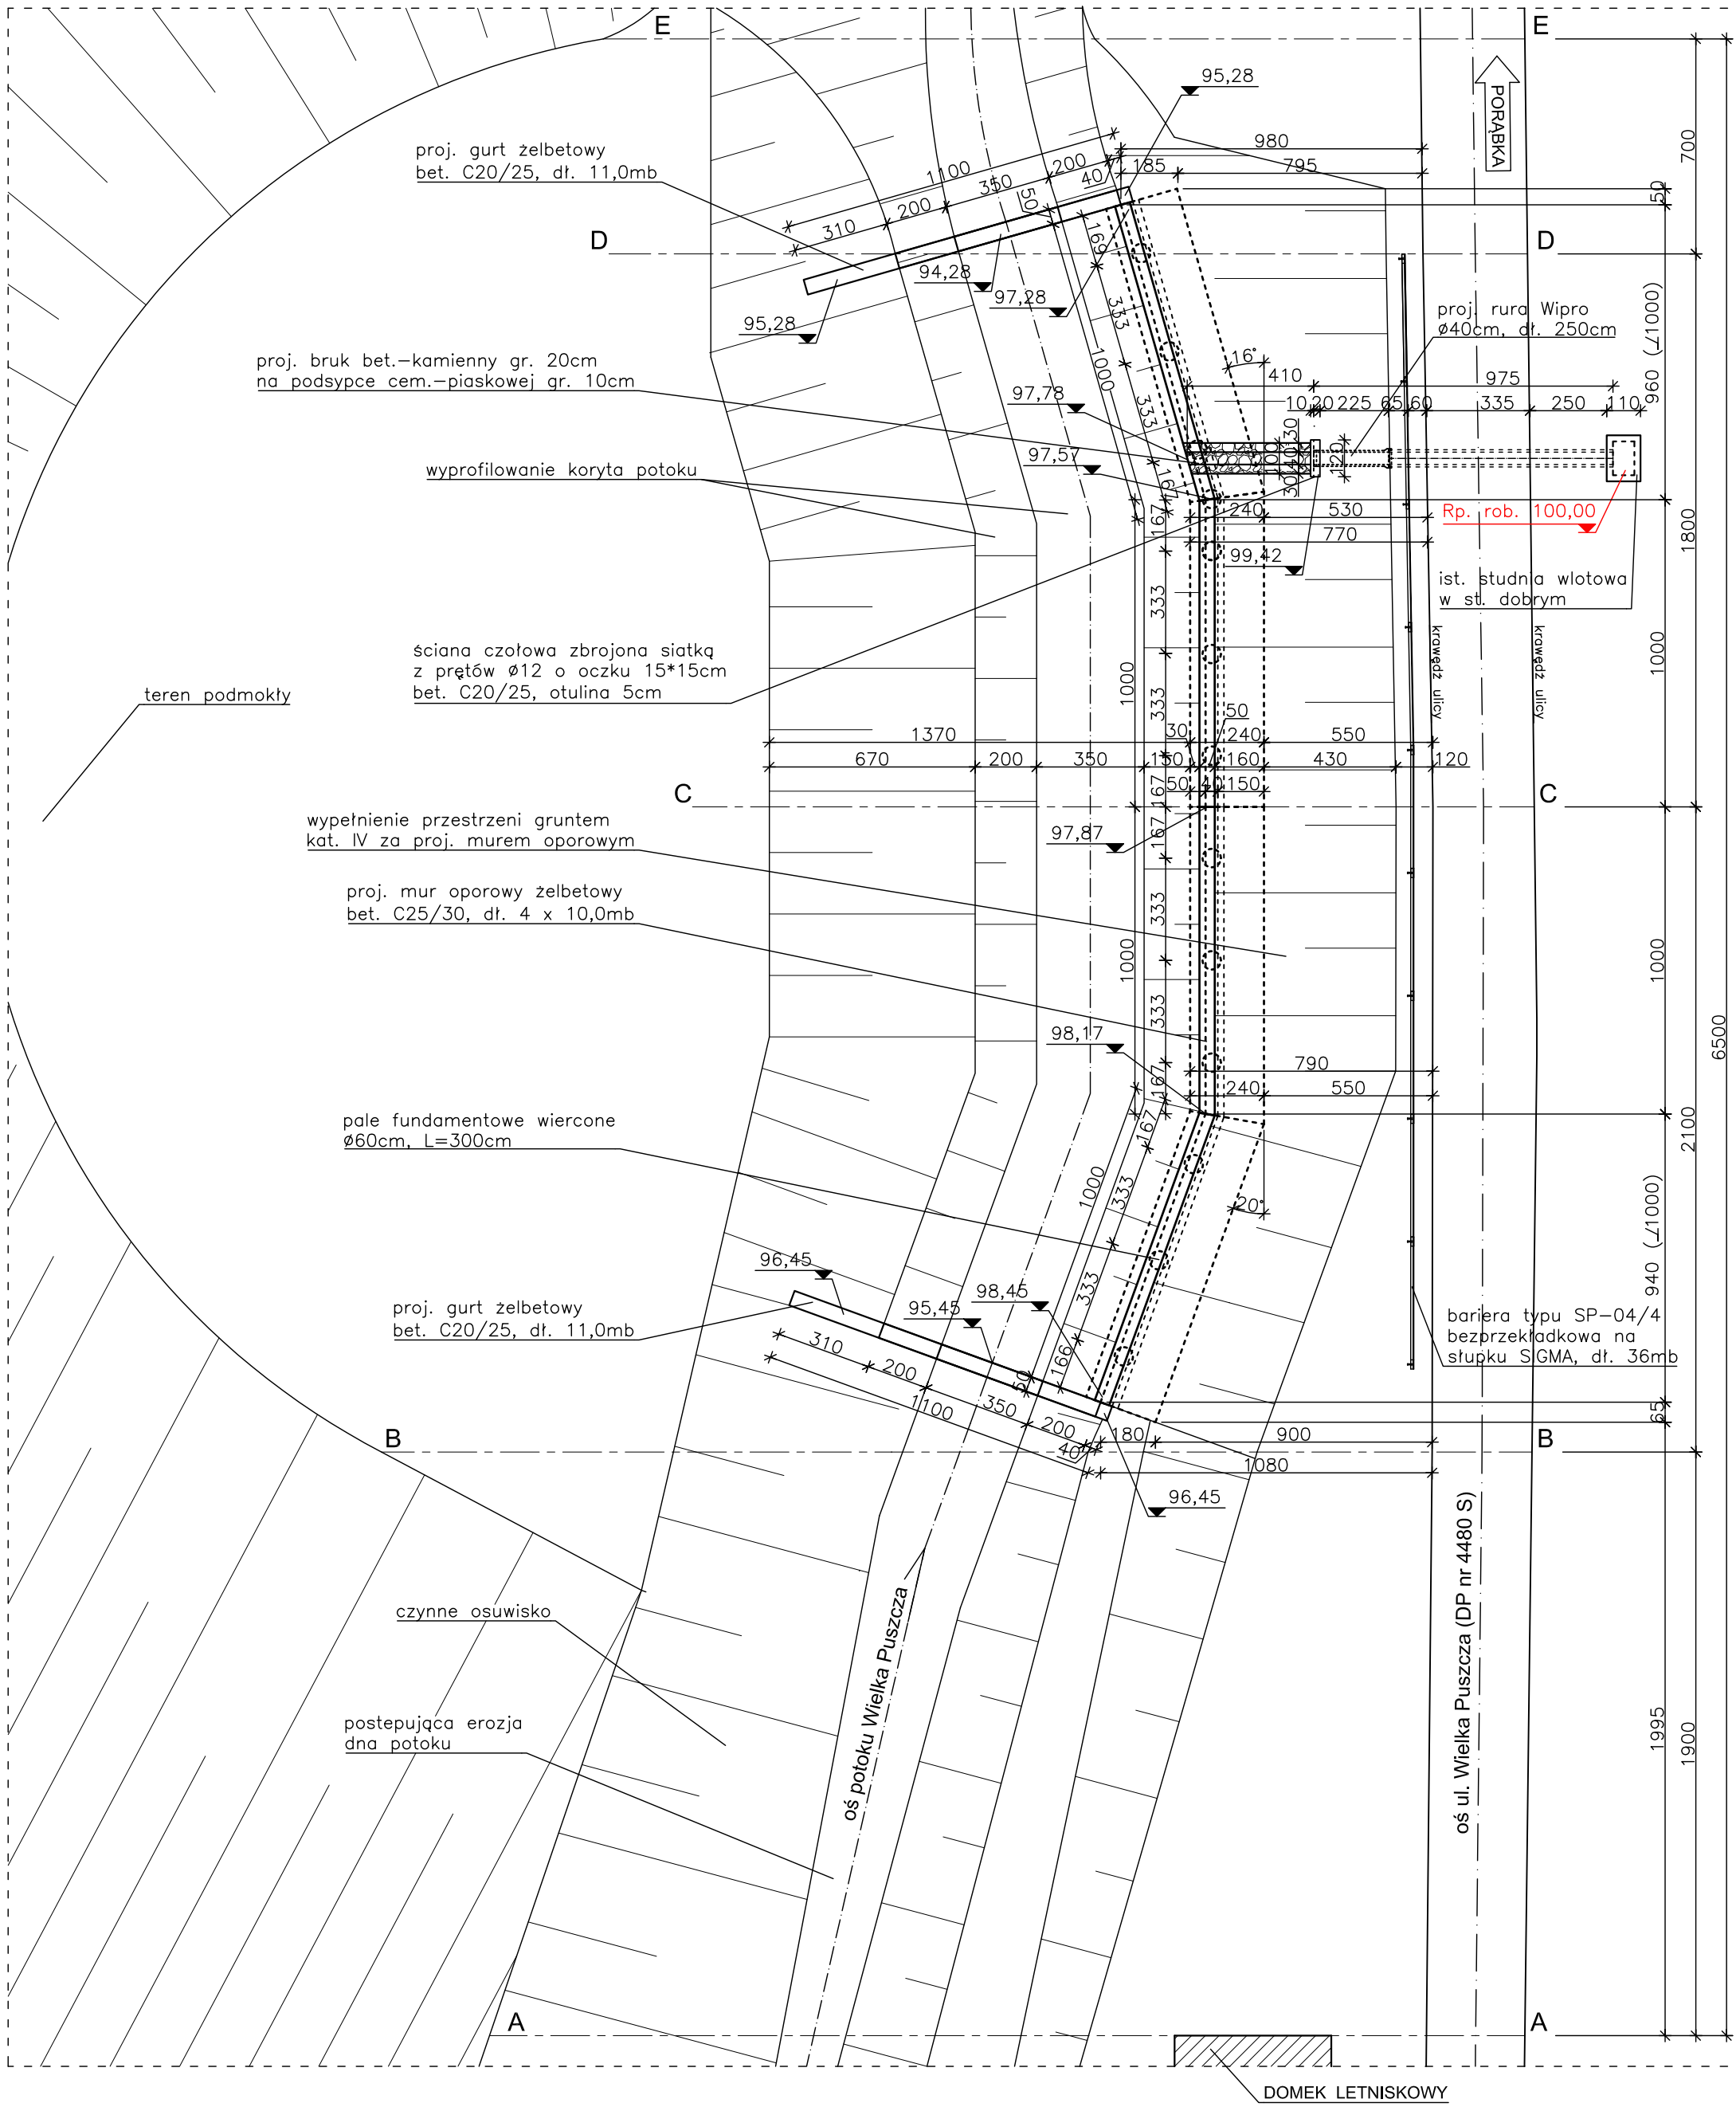 E
E
PORĄBKA
95,28
980
185
795
700
50
proj. gurt żelbetowy
bet. C20/25, dł. 11,0mb
1100
200
350
40
200
310
50
D
D
169
94,28
97,28
95,28
333
960 (∠1000)
proj. rura Wipro
Ø40cm, dł. 250cm
proj. bruk bet.-kamienny gr. 20cm
na podsypce cem.-piaskowej gr. 10cm
1000
16°
410
975
97,78
333
10
20
225
65
60
335
250
110
30
100
40
30
120
97,57
wyprofilowanie koryta potoku
167
167
240
530
Rp. rob. 100,00
770
1800
99,42
ist. studnia wlotowa
w st. dobrym
333
krawędź ulicy
krawędź ulicy
ściana czołowa zbrojona siatką
z prętów Ø12 o oczku 15*15cm
bet. C20/25, otulina 5cm
1000
1000
teren podmokły
333
50
1370
30
240
550
670
200
350
150
160
430
120
50
40
150
167
C
C
wypełnienie przestrzeni gruntem
kat. IV za proj. murem oporowym
97,87
167
proj. mur oporowy żelbetowy
bet. C25/30, dł. 4 x 10,0mb
333
1000
1000
333
6500
98,17
790
167
240
550
pale fundamentowe wiercone
Ø60cm, L=300cm
167
2100
1000
333
20°
940 (∠1000)
96,45
98,45
333
proj. gurt żelbetowy
bet. C20/25, dł. 11,0mb
95,45
bariera typu SP-04/4
bezprzekładkowa na
słupku SIGMA, dł. 36mb
310
200
50
166
1100
350
200
65
40
180
900
B
B
1080
96,45
oś ul. Wielka Puszcza (DP nr 4480 S)
oś potoku Wielka Puszcza
czynne osuwisko
postepująca erozja
dna potoku
1995
1900
A
A
DOMEK LETNISKOWY